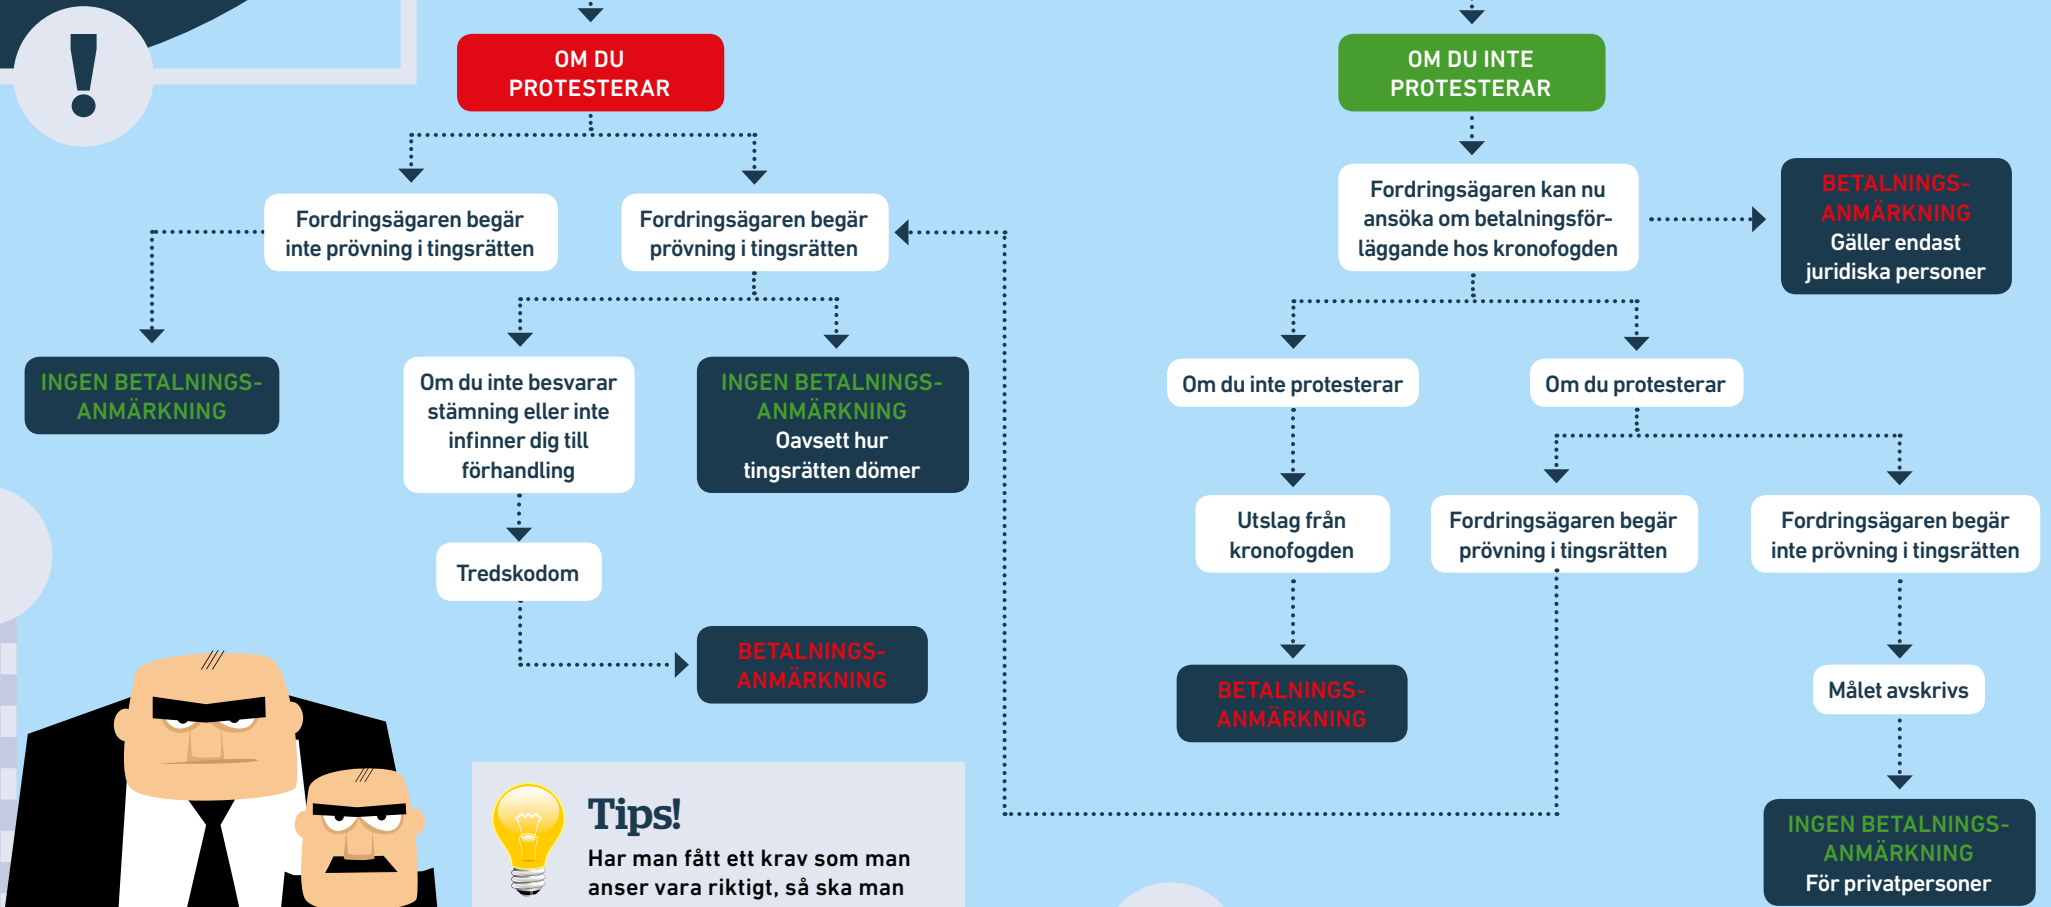 !
OM DU
PROTESTERAR
Fordringsägaren begär
inte prövning i tingsrätten
Fordringsägaren begär
prövning i tingsrätten
INGEN BETALNINGS-
ANMÄRKNING
Om du inte besvarar
stämning eller inte
infinner dig till
förhandling
INGEN BETALNINGS-
ANMÄRKNING
Oavsett hur
tingsrätten dömer
Tredskodom
BETALNINGS-
ANMÄRKNING
OM DU INTE
PROTESTERAR
Fordringsägaren kan nu
ansöka om betalningsför-
läggande hos kronofogden
BETALNINGS-
ANMÄRKNING
Gäller endast
juridiska personer
Om du inte protesterar
Om du protesterar
Utslag från
kronofogden
Fordringsägaren begär
prövning i tingsrätten
Fordringsägaren begär
inte prövning i tingsrätten
BETALNINGS-
ANMÄRKNING
Målet avskrivs
INGEN BETALNINGS-
ANMÄRKNING
För privatpersoner
Tips!
Har man fått ett krav som man
anser vara riktigt, så ska man